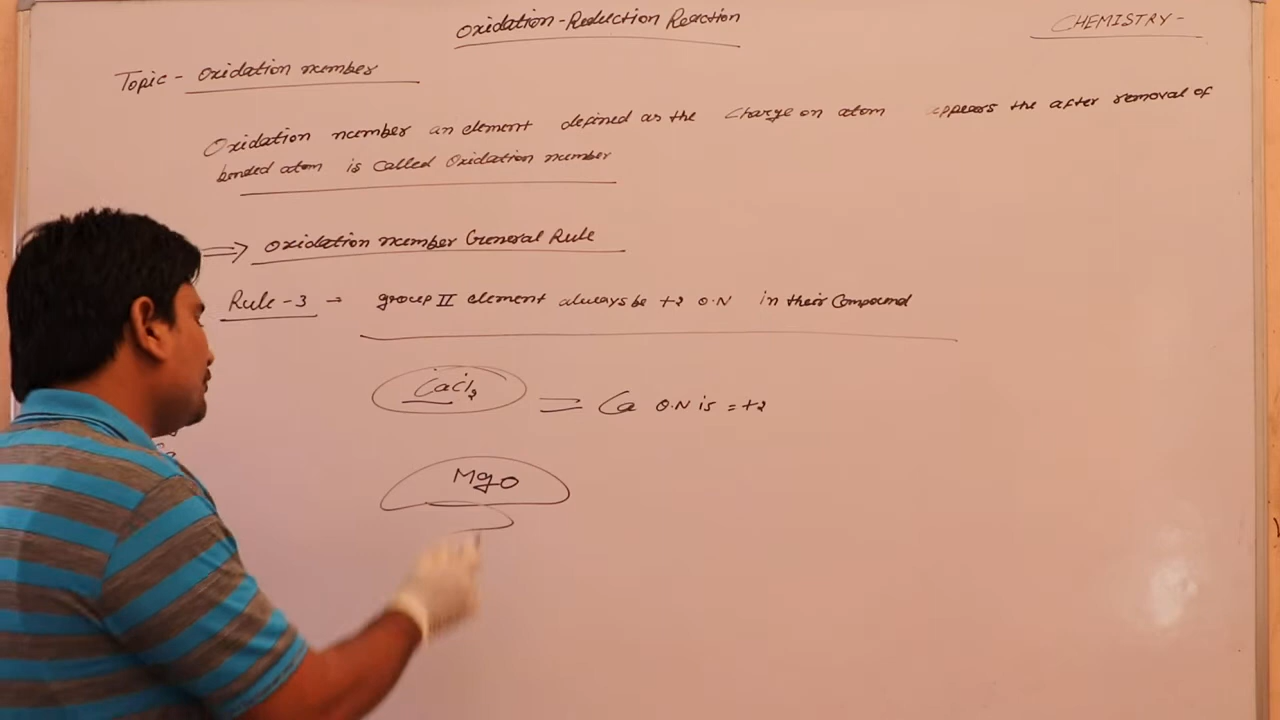 Oxidation-Reduction Reaction
CHEMISTRY-
Topic - Oxidation number
Oxidation number an element defined as the charge on atom appears the after removal of
bonded atom is called Oxidation number
⇒ Oxidation number General Rule
Rule-3 → group II element always be +2 O.N in their Compound
CaCl₂ = Ca O.N is = +2
MgO